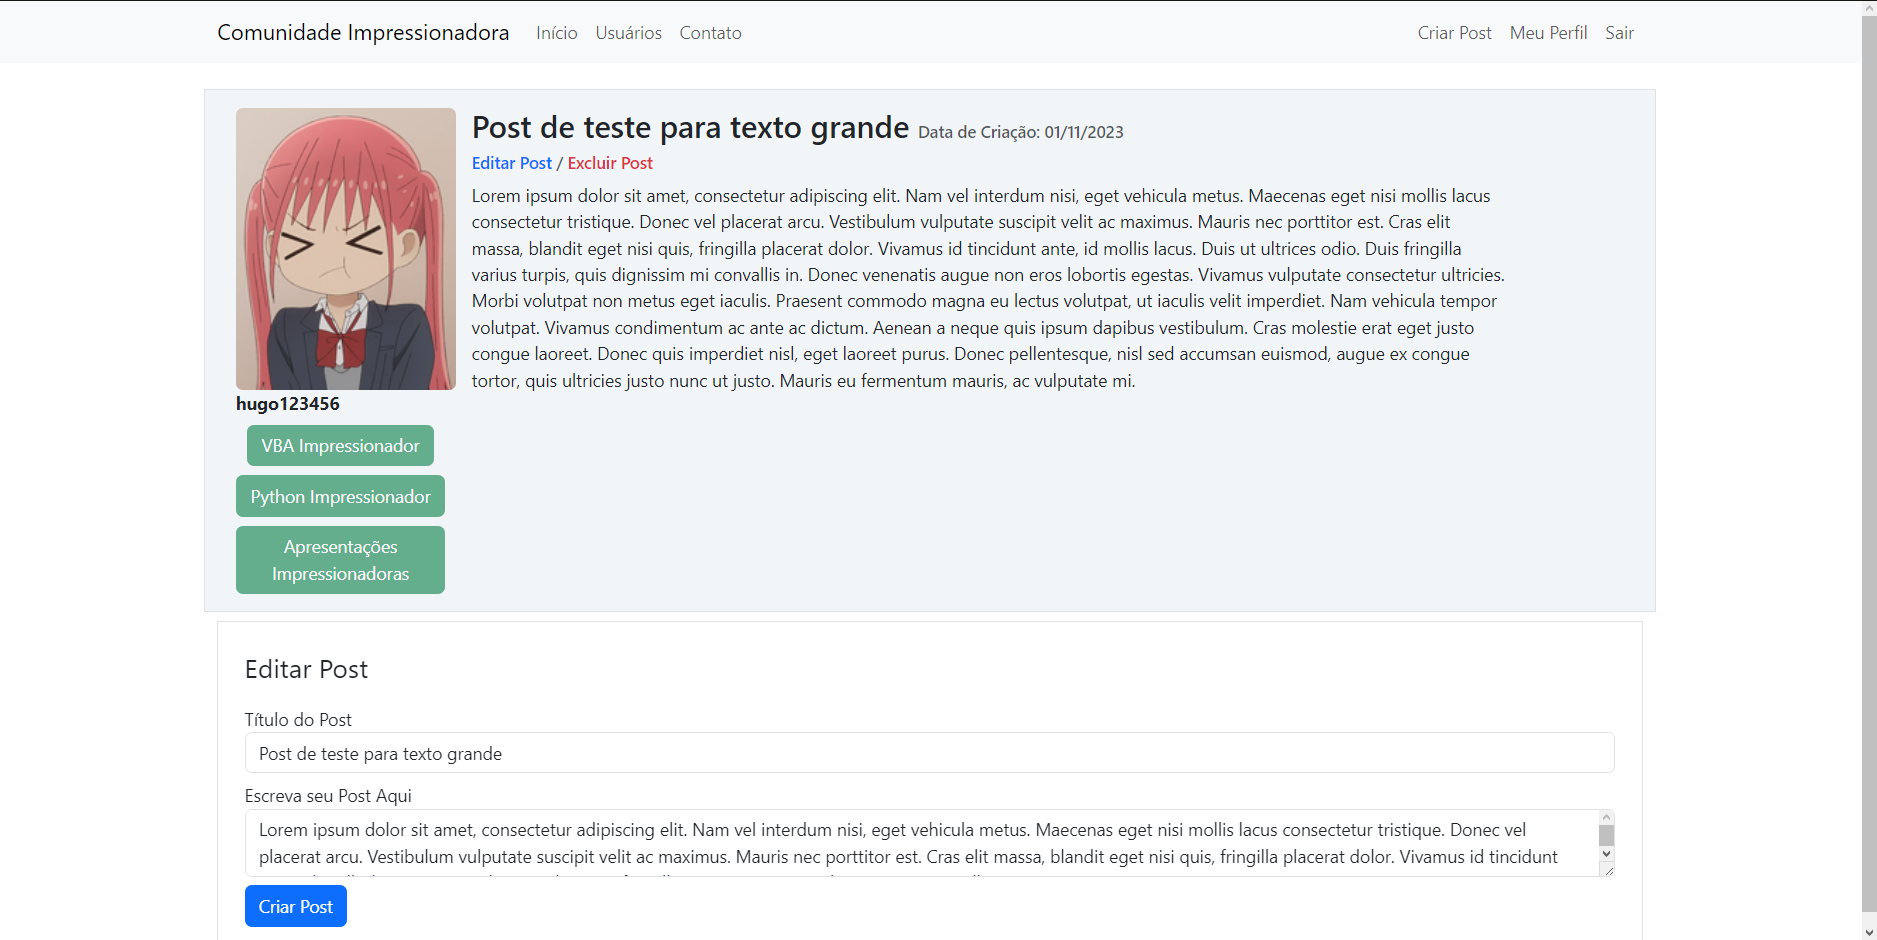 Comunidade Impressionadora Início Usuários Contato Criar Post Meu Perfil Sair
Post de teste para texto grande Data de Criação: 01/11/2023
Editar Post / Excluir Post
Lorem ipsum dolor sit amet, consectetur adipiscing elit. Nam vel interdum nisi, eget vehicula metus. Maecenas eget nisi mollis lacus
consectetur tristique. Donec vel placerat arcu. Vestibulum vulputate suscipit velit ac maximus. Mauris nec porttitor est. Cras elit
massa, blandit eget nisi quis, fringilla placerat dolor. Vivamus id tincidunt ante, id mollis lacus. Duis ut ultrices odio. Duis fringilla
varius turpis, quis dignissim mi convallis in. Donec venenatis augue non eros lobortis egestas. Vivamus vulputate consectetur ultricies.
Morbi volutpat non metus eget iaculis. Praesent commodo magna eu lectus volutpat, ut iaculis velit imperdiet. Nam vehicula tempor
volutpat. Vivamus condimentum ac ante ac dictum. Aenean a neque quis ipsum dapibus vestibulum. Cras molestie erat eget justo
congue laoreet. Donec quis imperdiet nisl, eget laoreet purus. Donec pellentesque, nisl sed accumsan euismod, augue ex congue
tortor, quis ultricies justo nunc ut justo. Mauris eu fermentum mauris, ac vulputate mi.
hugo123456
VBA Impressionador
Python Impressionador
Apresentações
Impressionadoras
Editar Post
Título do Post
Post de teste para texto grande
Escreva seu Post Aqui
Lorem ipsum dolor sit amet, consectetur adipiscing elit. Nam vel interdum nisi, eget vehicula metus. Maecenas eget nisi mollis lacus consectetur tristique. Donec vel
placerat arcu. Vestibulum vulputate suscipit velit ac maximus. Mauris nec porttitor est. Cras elit massa, blandit eget nisi quis, fringilla placerat dolor. Vivamus id tincidunt
Criar Post